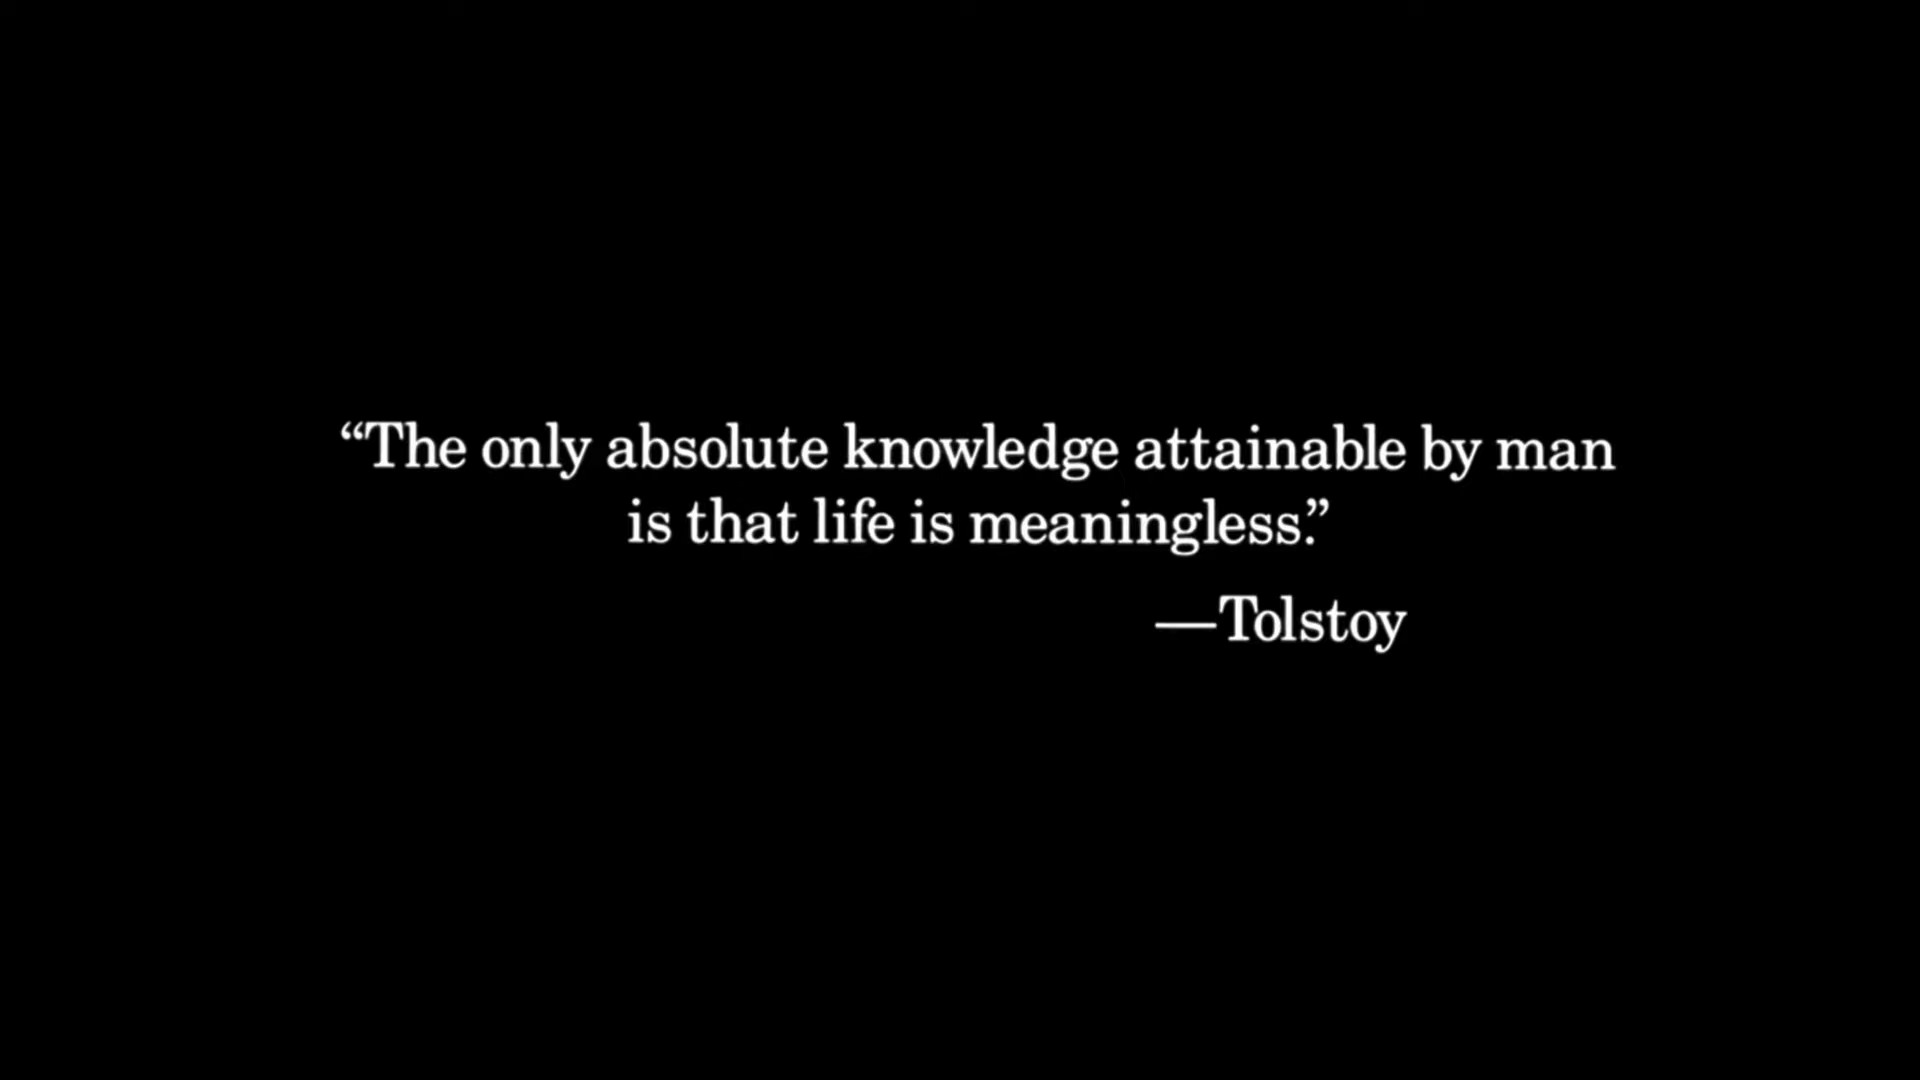 “The only absolute knowledge attainable by man
is that life is meaningless.”
—Tolstoy